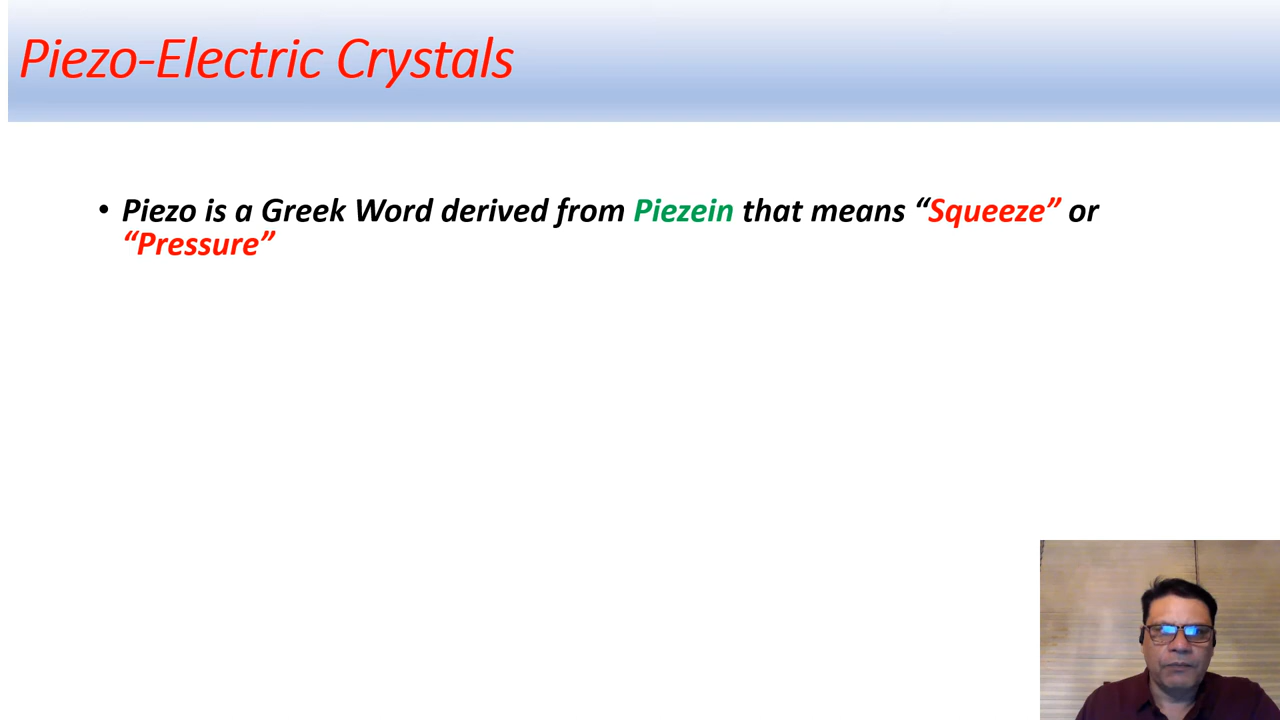 Piezo-Electric Crystals
• Piezo is a Greek Word derived from Piezein that means “Squeeze” or
“Pressure”